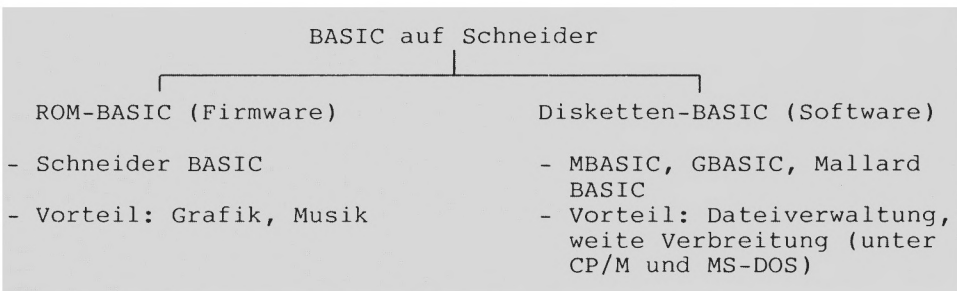 BASIC auf Schneider
ROM-BASIC (Firmware)
- Schneider BASIC
- Vorteil: Grafik, Musik
Disketten-BASIC (Software)
- MBASIC, GBASIC, Mallard
BASIC
- Vorteil: Dateiverwaltung,
weite Verbreitung (unter
CP/M und MS-DOS)